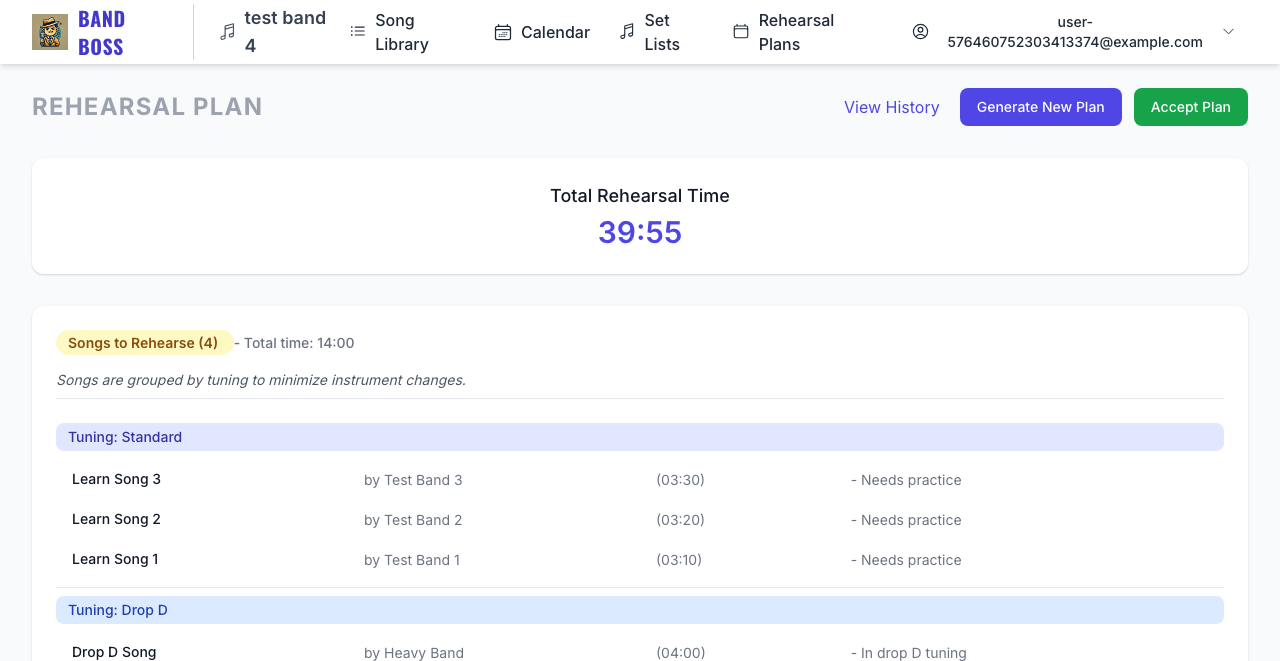 BAND
BOSS
test band
4
Song
Library
Calendar
Set
Lists
Rehearsal
Plans
user-
576460752303413374@example.com
REHEARSAL PLAN
View History
Generate New Plan
Accept Plan
Total Rehearsal Time
39:55
Songs to Rehearse (4) - Total time: 14:00
Songs are grouped by tuning to minimize instrument changes.
Tuning: Standard
Learn Song 3 by Test Band 3 (03:30) - Needs practice
Learn Song 2 by Test Band 2 (03:20) - Needs practice
Learn Song 1 by Test Band 1 (03:10) - Needs practice
Tuning: Drop D
Drop D Song by Heavy Band (04:00) - In drop D tuning